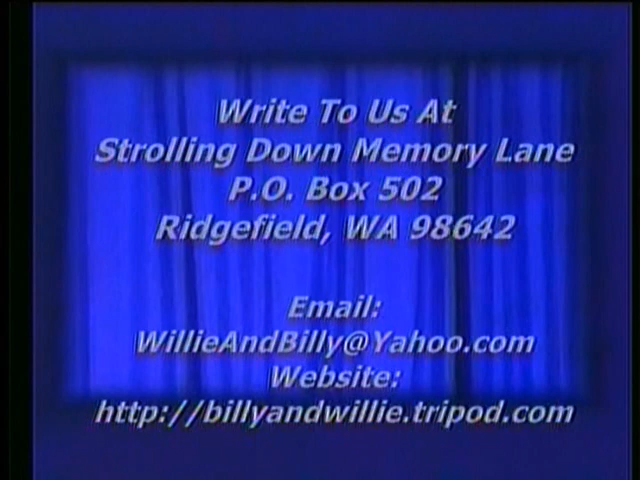 Write To Us At
Strolling Down Memory Lane
P.O. Box 502
Ridgefield, WA 98642
Email:
WillieAndBilly@Yahoo.com
Website:
http://billyandwillie.tripod.com